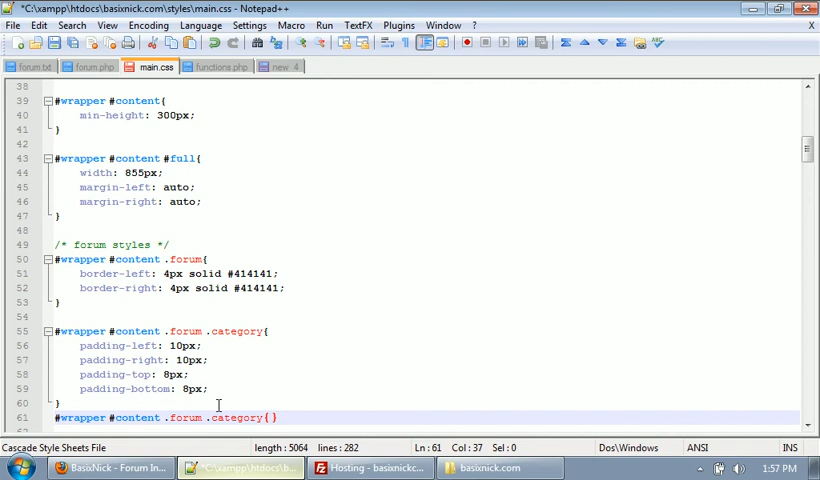 *C:\xampp\htdocs\basixnick.com\styles\main.css - Notepad++
File Edit Search View Encoding Language Settings Macro Run TextFX Plugins Window ? X
forum.txt forum.php main.css functions.php new 4
38
39 #wrapper #content{
40 min-height: 300px;
41 }
42
43 #wrapper #content #full{
44 width: 855px;
45 margin-left: auto;
46 margin-right: auto;
47 }
48
49 /* forum styles */
50 #wrapper #content .forum{
51 border-left: 4px solid #414141;
52 border-right: 4px solid #414141;
53 }
54
55 #wrapper #content .forum .category{
56 padding-left: 10px;
57 padding-right: 10px;
58 padding-top: 8px;
59 padding-bottom: 8px;
60 }
61 #wrapper #content .forum .category{}
Cascade Style Sheets File length : 5064 lines : 282 Ln : 61 Col : 37 Sel : 0 Dos\Windows ANSI INS
BasixNick - Forum In... *C:\xampp\htdocs\b... Hosting - basixnickc... basixnick.com 1:57 PM